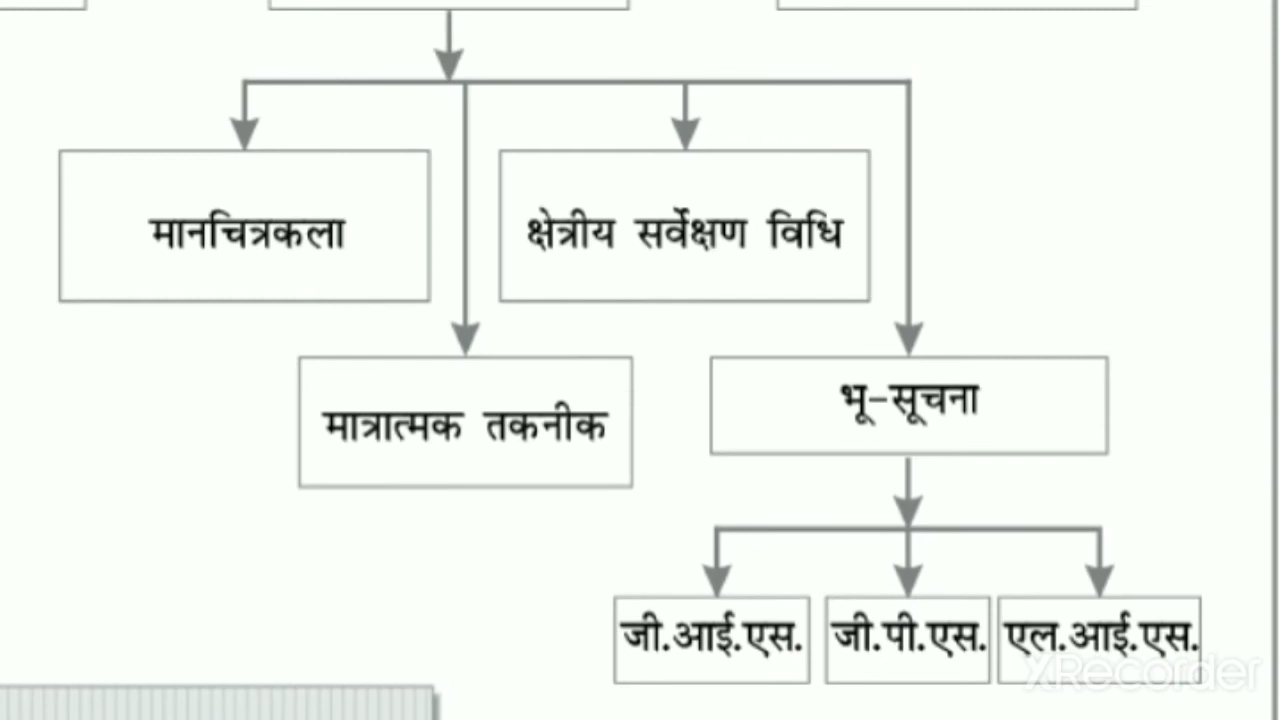 मानचित्रकला
क्षेत्रीय सर्वेक्षण विधि
मात्रात्मक तकनीक
भू-सूचना
जी.आई.एस.
जी.पी.एस.
एल.आई.एस.
XRecorder